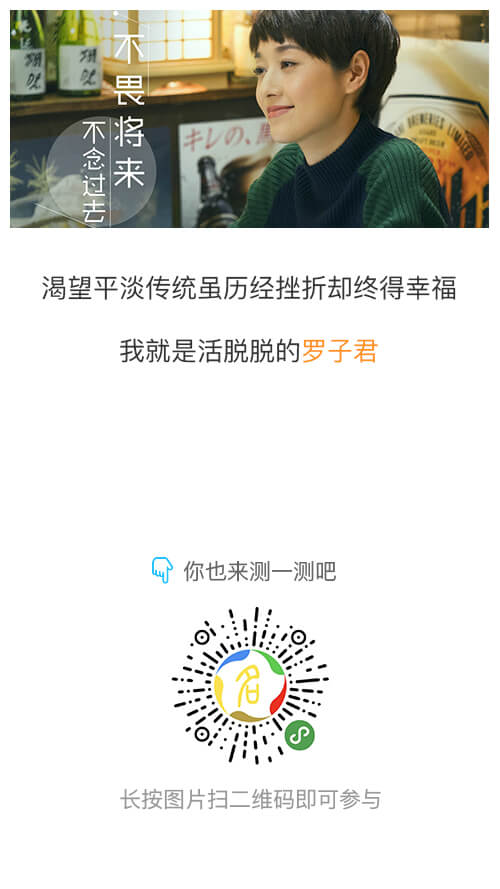 不畏将来
不念过去
キレの、
渴望平淡传统虽历经挫折却终得幸福
我就是活脱脱的罗子君
你也来测一测吧
名
长按图片扫二维码即可参与